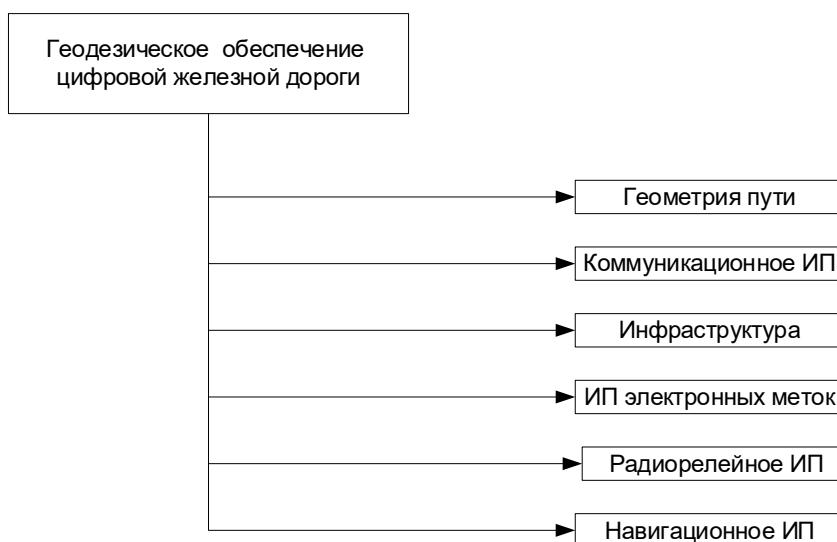 Геодезическое обеспечение
цифровой железной дороги
Геометрия пути
Коммуникационное ИП
Инфраструктура
ИП электронных меток
Радиорелейное ИП
Навигационное ИП